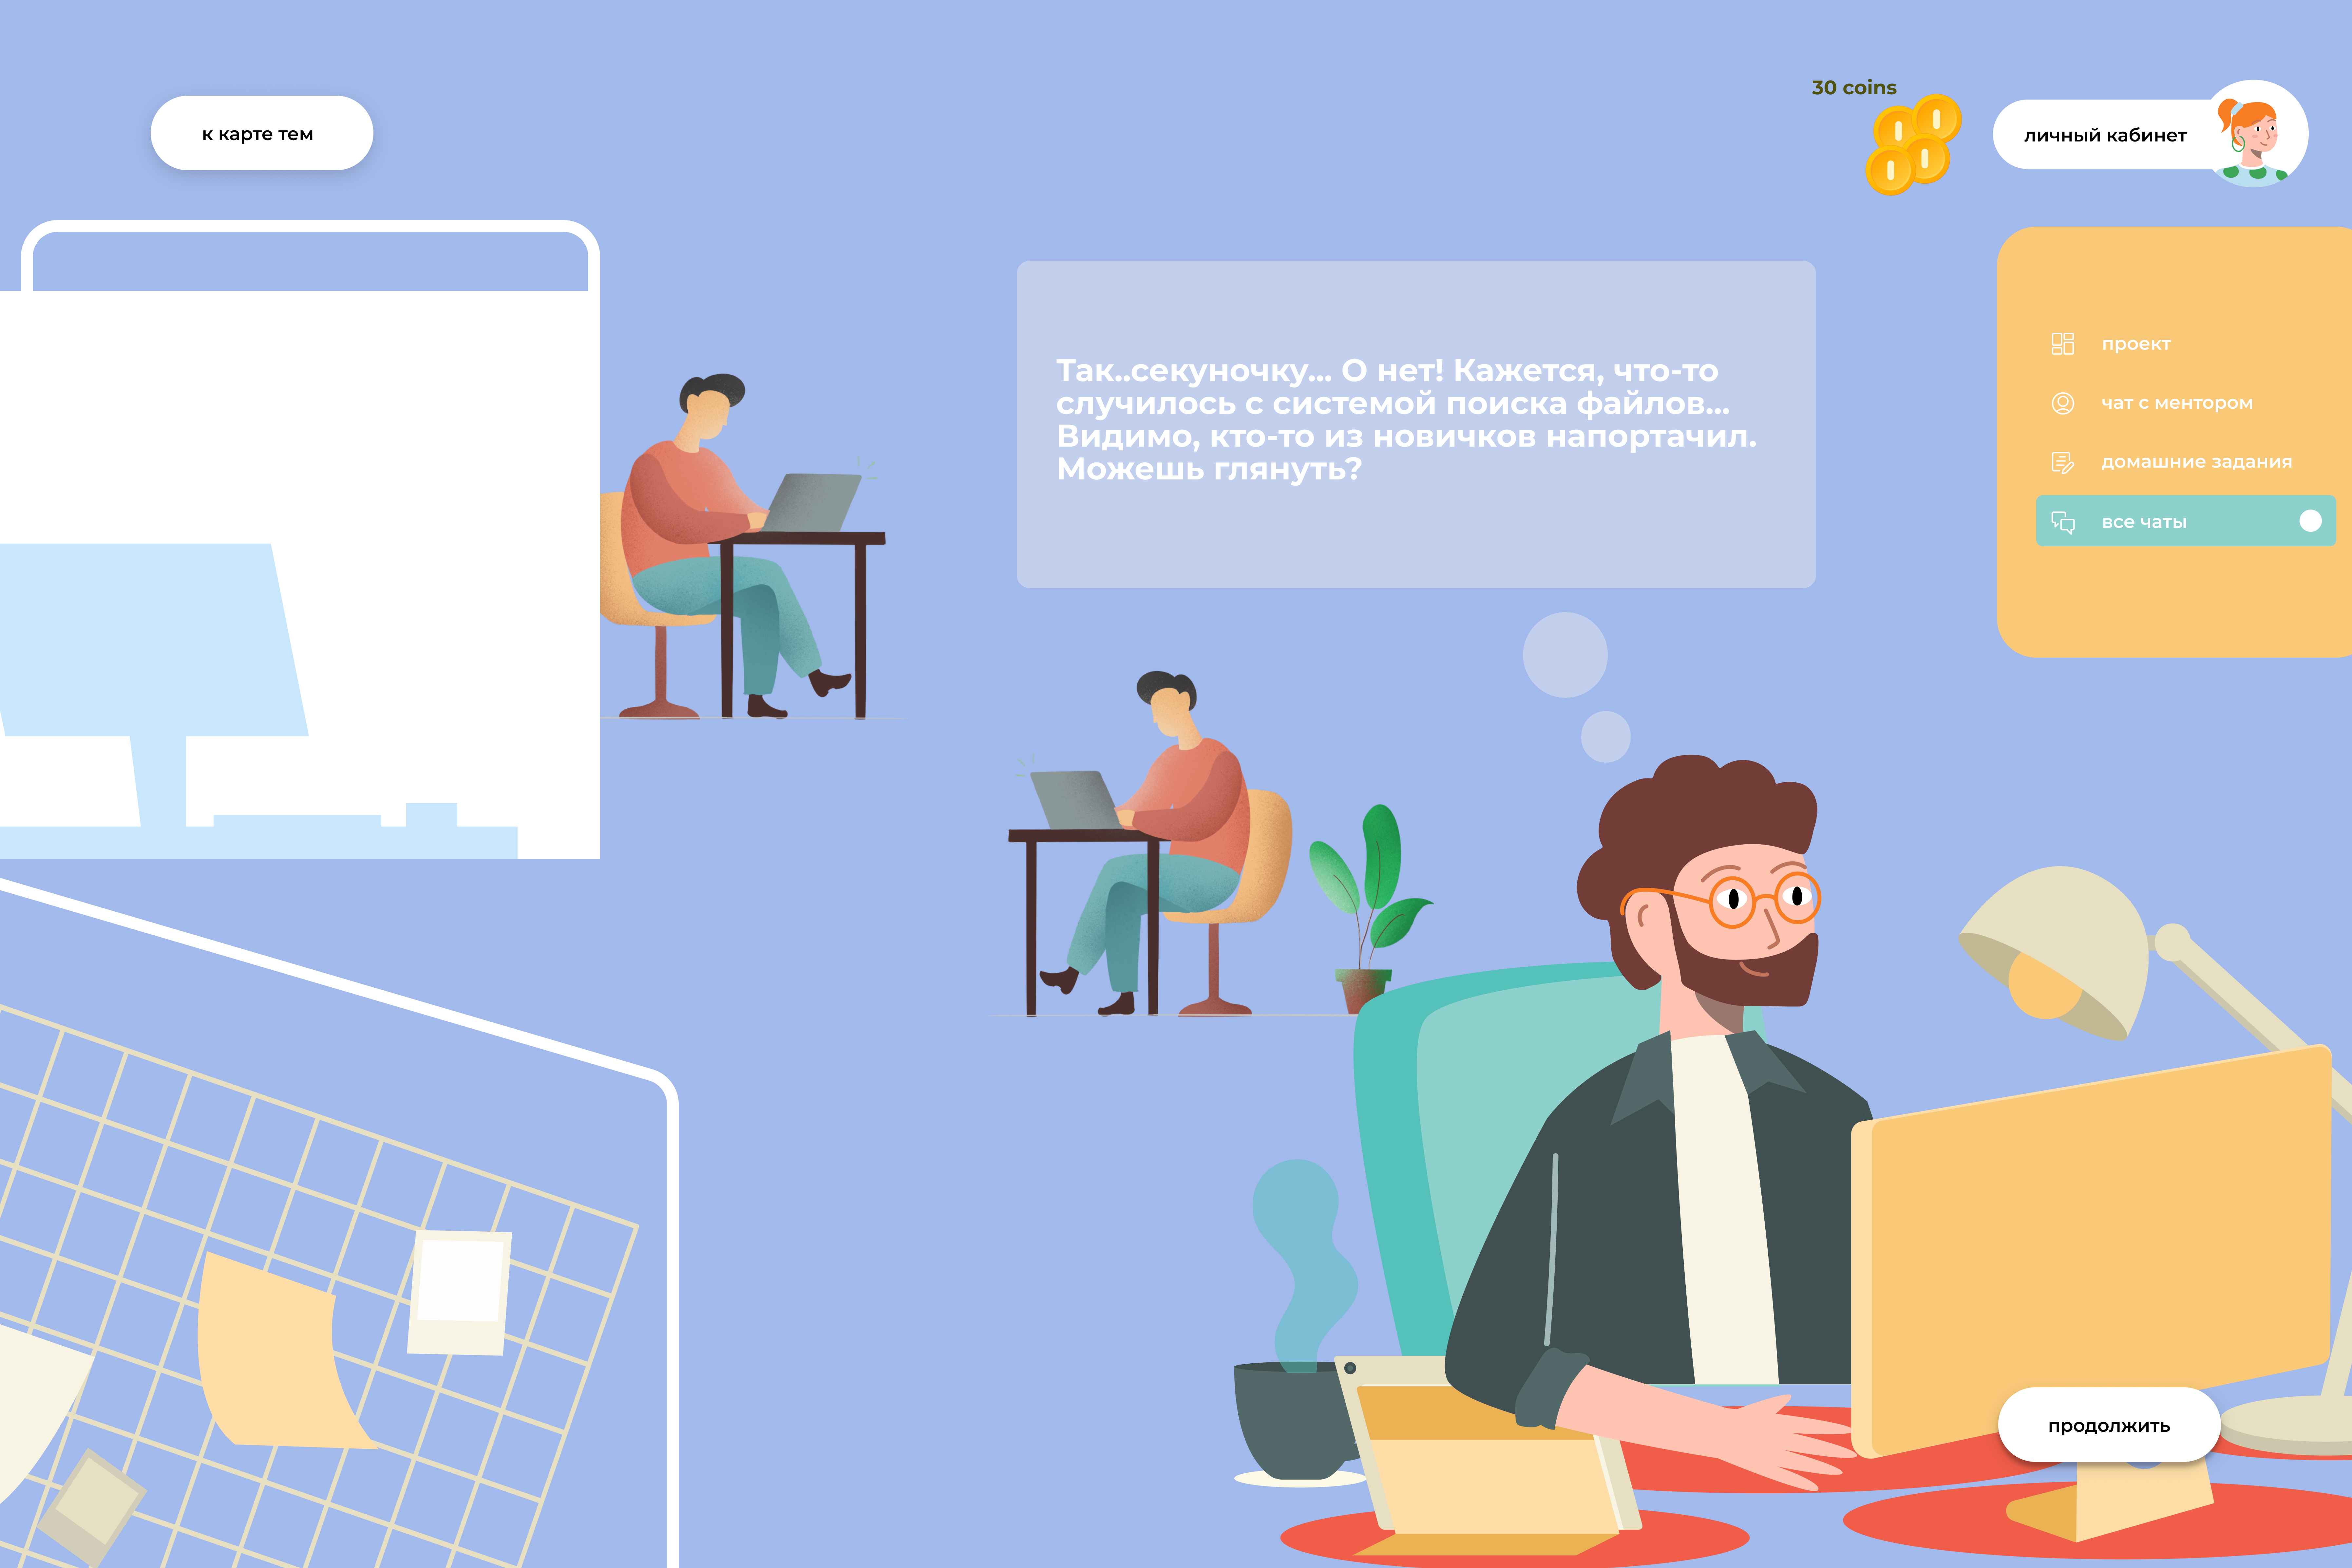 30 coins
к карте тем
личный кабинет
Так..секуночку... О нет! Кажется, что-то
случилось с системой поиска файлов...
Видимо, кто-то из новичков напортачил.
Можешь глянуть?
проект
чат с ментором
домашние задания
все чаты
продолжить